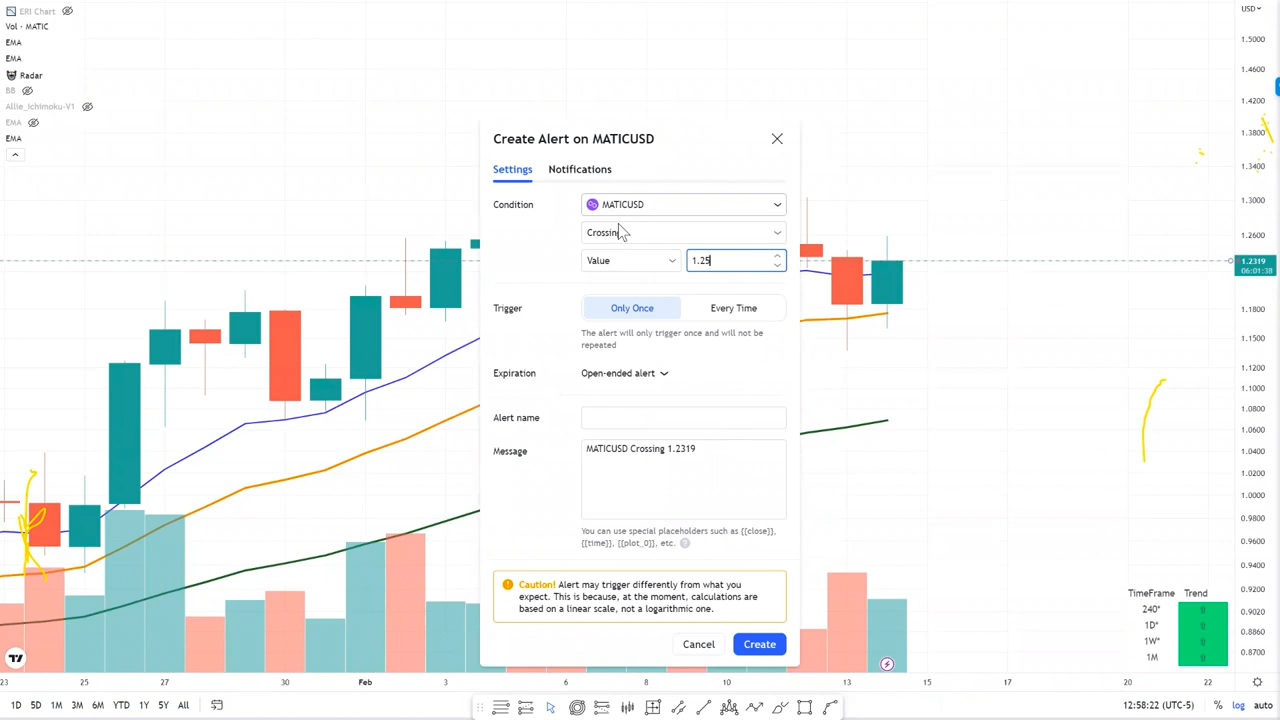 ERI Chart
Vol · MATIC
EMA
EMA
Radar
BB
Allie_Ichimoku-V1
EMA
EMA
Create Alert on MATICUSD
Settings Notifications
Condition MATICUSD
Crossing
Value 1.25
Trigger Only Once Every Time
The alert will only trigger once and will not be
repeated
Expiration Open-ended alert
Alert name
Message MATICUSD Crossing 1.2319
You can use special placeholders such as {{close}},
{{time}}, {{plot_0}}, etc.
Caution! Alert may trigger differently from what you
expect. This is because, at the moment, calculations are
based on a linear scale, not a logarithmic one.
Cancel Create
USD
1.5000
1.4600
1.4200
1.3800
1.3400
1.3000
1.2600
1.2319
06:01:38
1.1800
1.1500
1.1200
1.1000
1.0800
1.0600
1.0400
1.0200
1.0000
0.9800
0.9600
0.9400
0.9200
0.9020
0.8860
0.8700
TimeFrame Trend
240*
1D*
1W*
1M
23 25 27 30 Feb 3 6 8 10 13 15 17 20 22
1D 5D 1M 3M 6M YTD 1Y 5Y All
12:58:22 (UTC-5) % log auto